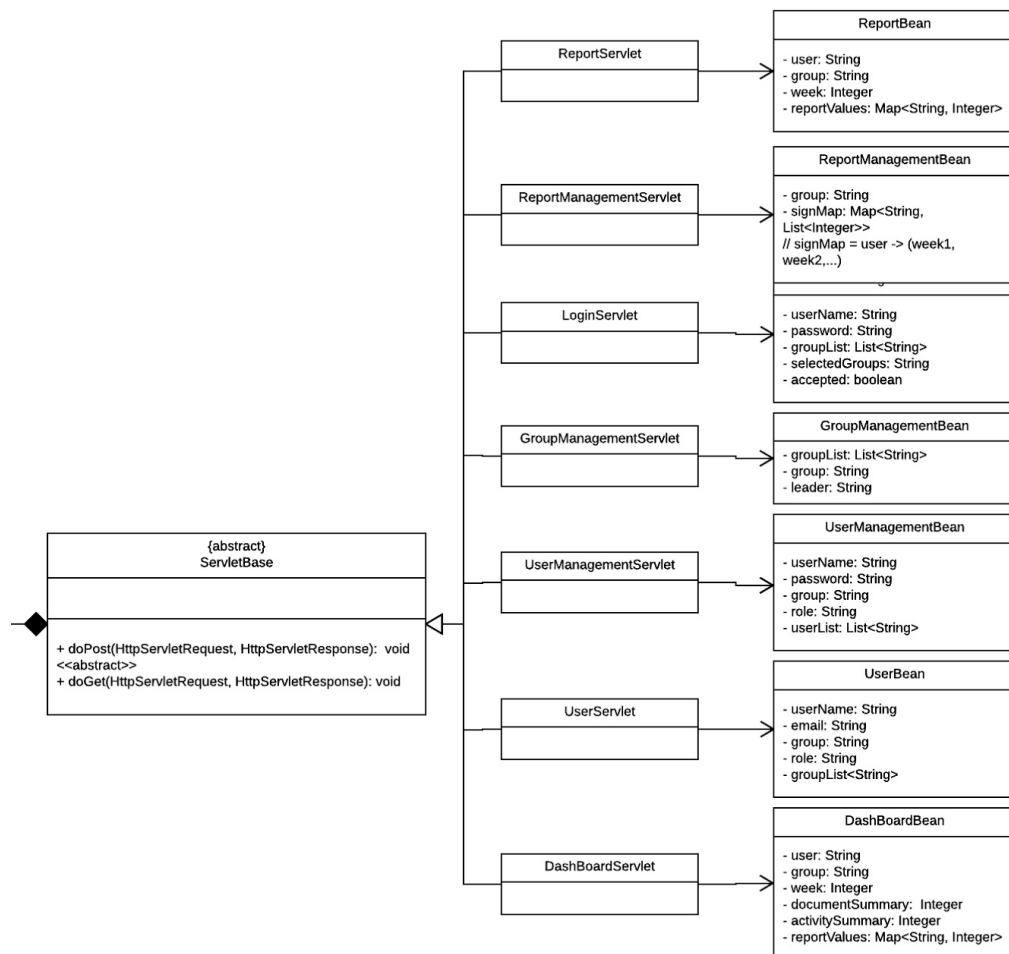 ReportServlet
ReportBean
- user: String
- group: String
- week: Integer
- reportValues: Map<String, Integer>
ReportManagementServlet
ReportManagementBean
- group: String
- signMap: Map<String,
List<Integer>>
// signMap = user -> (week1,
week2,...)
LoginServlet
- userName: String
- password: String
- groupList: List<String>
- selectedGroups: String
- accepted: boolean
GroupManagementServlet
GroupManagementBean
- groupList: List<String>
- group: String
- leader: String
{abstract}
ServletBase
+ doPost(HttpServletRequest, HttpServletResponse): void
<<abstract>>
+ doGet(HttpServletRequest, HttpServletResponse): void
UserManagementServlet
UserManagementBean
- userName: String
- password: String
- group: String
- role: String
- userList: List<String>
UserServlet
UserBean
- userName: String
- email: String
- group: String
- role: String
- groupList<String>
DashBoardServlet
DashBoardBean
- user: String
- group: String
- week: Integer
- documentSummary: Integer
- activitySummary: Integer
- reportValues: Map<String, Integer>